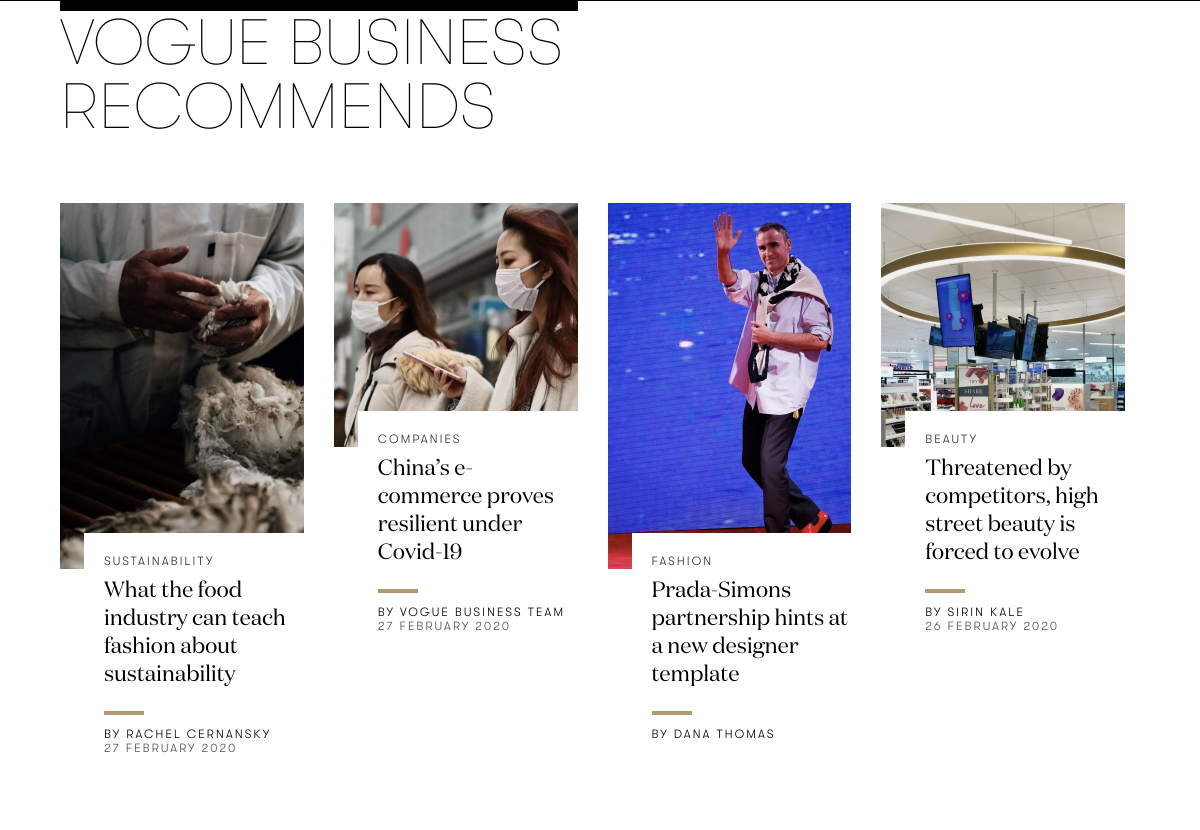 VOGUE BUSINESS
RECOMMENDS
SUSTAINABILITY
What the food
industry can teach
fashion about
sustainability
BY RACHEL CERNANSKY
27 FEBRUARY 2020
COMPANIES
China's e-
commerce proves
resilient under
Covid-19
BY VOGUE BUSINESS TEAM
27 FEBRUARY 2020
FASHION
Prada-Simons
partnership hints at
a new designer
template
BY DANA THOMAS
TRY
SHARE
Love
BEAUTY
Threatened by
competitors, high
street beauty is
forced to evolve
BY SIRIN KALE
26 FEBRUARY 2020